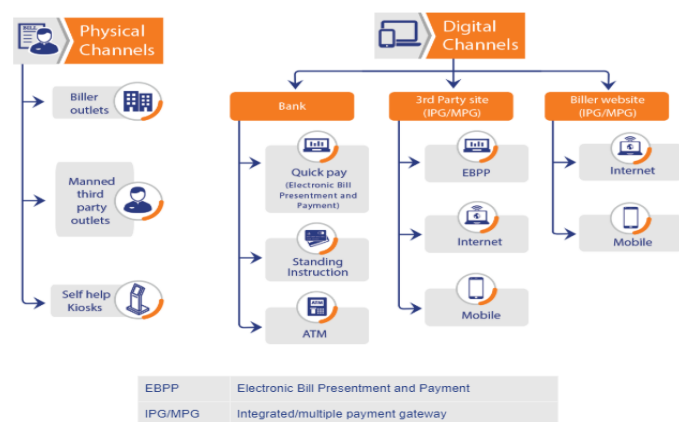 BILL
Physical
Channels
Biller
outlets
Manned
third
party
outlets
Self help
Kiosks
Digital
Channels
Bank
Quick pay
(Electronic Bill
Presentment and
Payment)
Standing
Instruction
ATM
ATM
3rd Party site
(IPG/MPG)
EBPP
Internet
Mobile
Biller website
(IPG/MPG)
Internet
Mobile
EBPP Electronic Bill Presentment and Payment
IPG/MPG Integrated/multiple payment gateway